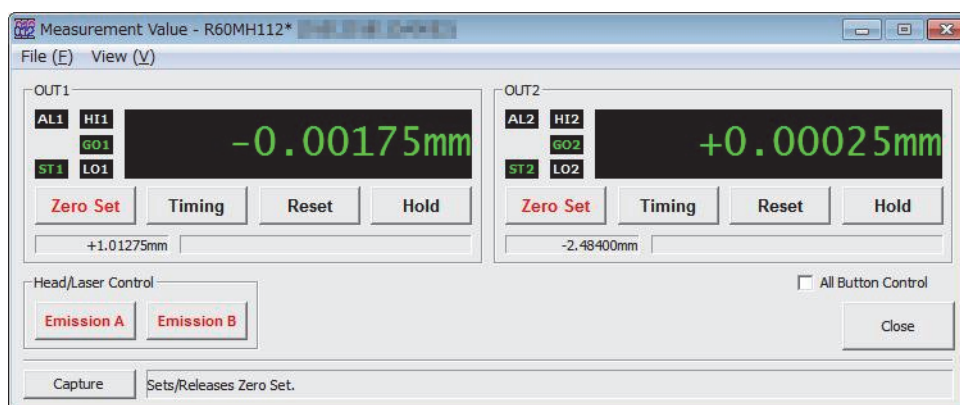 Measurement Value - R60MH112*
File (F) View (V)
OUT1
AL1 HI1
GO1
ST1 LO1
-0.00175mm
Zero Set Timing Reset Hold
+1.01275mm
OUT2
AL2 HI2
GO2
ST2 LO2
+0.00025mm
Zero Set Timing Reset Hold
-2.48400mm
Head/Laser Control
Emission A Emission B
All Button Control
Close
Capture Sets/Releases Zero Set.